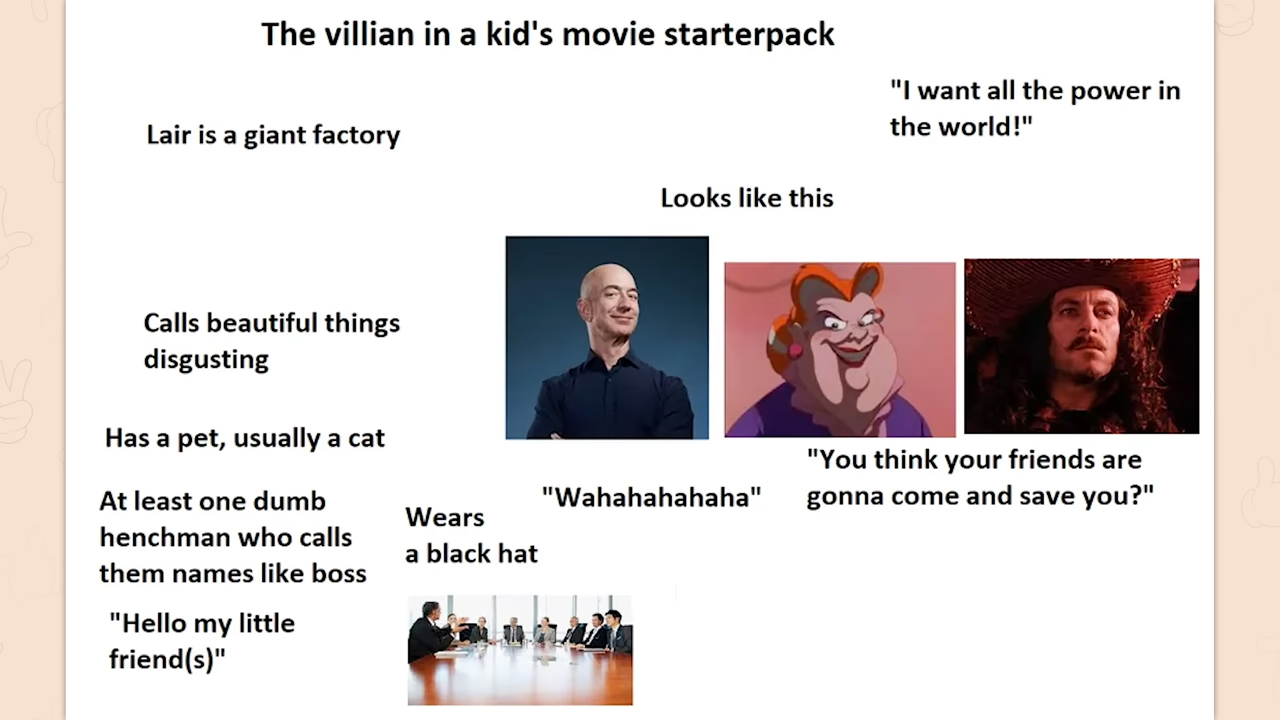 The villian in a kid's movie starterpack
"I want all the power in
the world!"
Lair is a giant factory
Looks like this
Calls beautiful things
disgusting
Has a pet, usually a cat
"You think your friends are
gonna come and save you?"
"Wahahahahaha"
At least one dumb
henchman who calls
them names like boss
Wears
a black hat
"Hello my little
friend(s)"